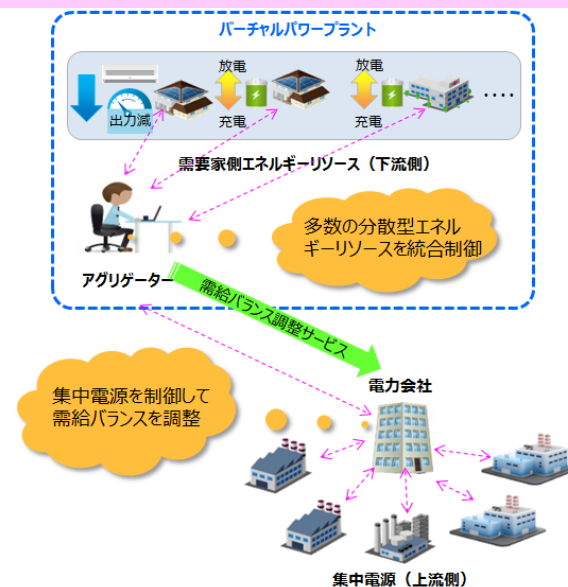 バーチャルパワープラント
放電
放電
出力減
充電
充電
‥‥
需要家側エネルギーリソース（下流側）
多数の分散型エネル
ギーリソースを統合制御
アグリゲーター
需給バランス調整サービス
電力会社
集中電源を制御して
需給バランスを調整
集中電源（上流側）